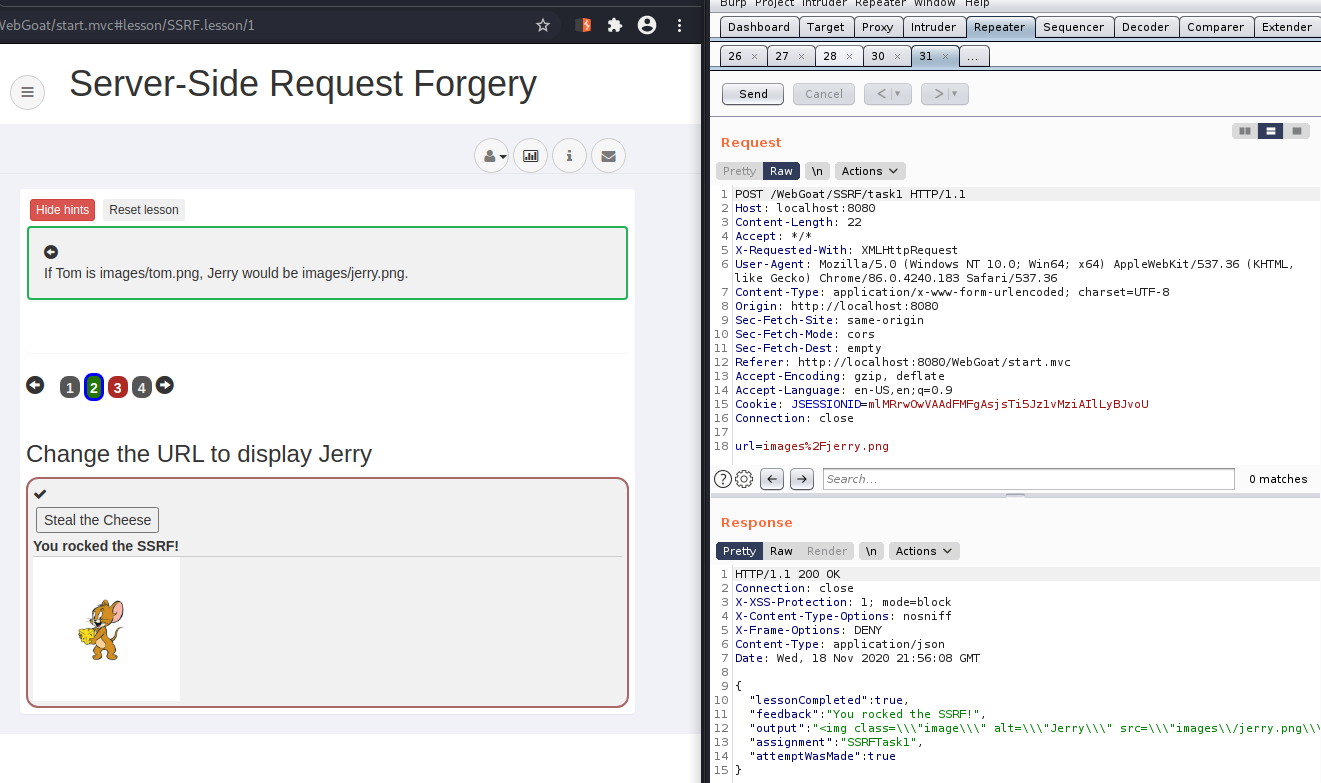 WebGoat/start.mvc#lesson/SSRF.lesson/1
Server-Side Request Forgery
Hide hints
Reset lesson
If Tom is images/tom.png, Jerry would be images/jerry.png.
1 2 3 4
Change the URL to display Jerry
Steal the Cheese
You rocked the SSRF!
Burp Project Intruder Repeater Window Help
Dashboard Target Proxy Intruder Repeater Sequencer Decoder Comparer Extender
26 × 27 × 28 × 30 × 31 × ...
Send Cancel < | ▾ > | ▾
Request
Pretty Raw \n Actions
1 POST /WebGoat/SSRF/task1 HTTP/1.1
2 Host: localhost:8080
3 Content-Length: 22
4 Accept: */*
5 X-Requested-With: XMLHttpRequest
6 User-Agent: Mozilla/5.0 (Windows NT 10.0; Win64; x64) AppleWebKit/537.36 (KHTML,
like Gecko) Chrome/86.0.4240.183 Safari/537.36
7 Content-Type: application/x-www-form-urlencoded; charset=UTF-8
8 Origin: http://localhost:8080
9 Sec-Fetch-Site: same-origin
10 Sec-Fetch-Mode: cors
11 Sec-Fetch-Dest: empty
12 Referer: http://localhost:8080/WebGoat/start.mvc
13 Accept-Encoding: gzip, deflate
14 Accept-Language: en-US,en;q=0.9
15 Cookie: JSESSIONID=mlMRrwOwVAAdFMFgAsjsTi5Jz1vMziAIlLyBJvoU
16 Connection: close
17
18 url=images%2Fjerry.png
Search...
0 matches
Response
Pretty Raw Render \n Actions
1 HTTP/1.1 200 OK
2 Connection: close
3 X-XSS-Protection: 1; mode=block
4 X-Content-Type-Options: nosniff
5 X-Frame-Options: DENY
6 Content-Type: application/json
7 Date: Wed, 18 Nov 2020 21:56:08 GMT
8
9 {
10 "lessonCompleted":true,
11 "feedback":"You rocked the SSRF!",
12 "output":"<img class=\\\"image\\\" alt=\\\"Jerry\\\" src=\\\"images\\/jerry.png\\\
13 "assignment":"SSRFTask1",
14 "attemptWasMade":true
15 }